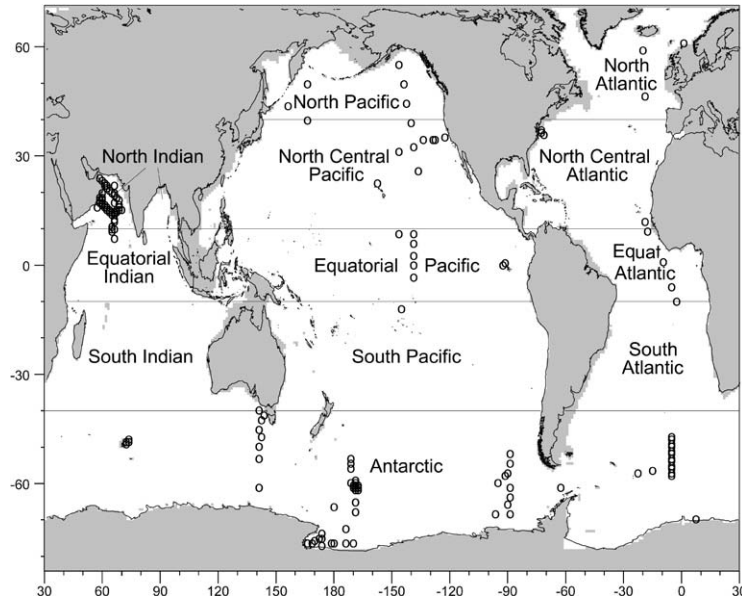 60
30
0
-30
-60
North
Atlantic
North Pacific
North Indian
North Central
Pacific
North Central
Atlantic
Equatorial
Indian
Equatorial Pacific
Equat
Atlantic
South Indian
South Pacific
South
Atlantic
Antarctic
30 60 90 120 150 180 -150 -120 -90 -60 -30 0 30